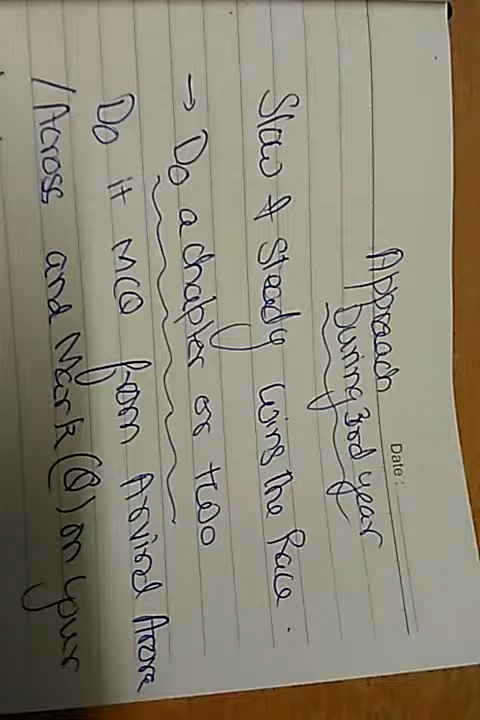 Date :
Approach
During 3rd year
Slow & Steady wins the Race.
→ Do a chapter or two
Do it MCQ from Arvind Arora
/Across and Mark (Q) on your